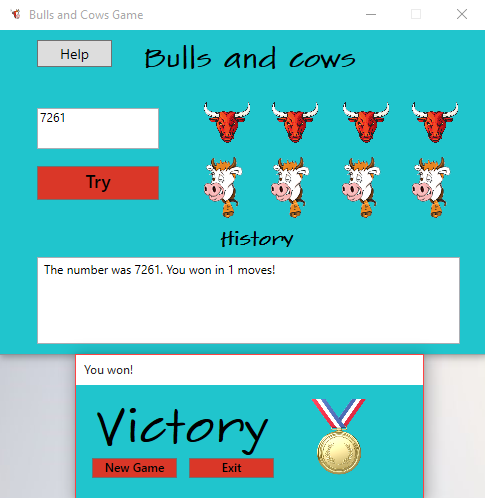 Bulls and Cows Game
Help
Bulls and cows
7261
Try
History
The number was 7261. You won in 1 moves!
You won!
Victory
New Game
Exit